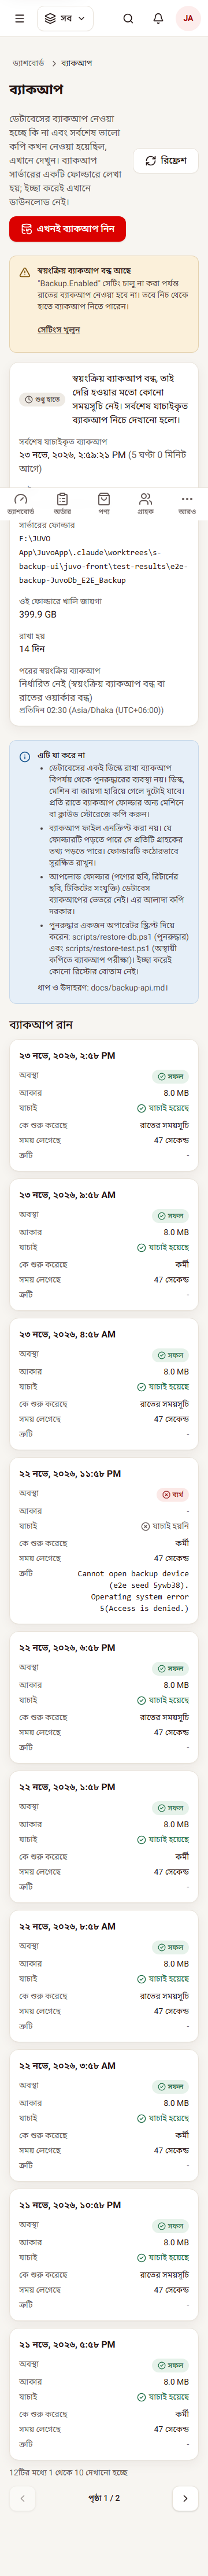 সব
JA
ড্যাশবোর্ড > ব্যাকআপ
ব্যাকআপ
ডেটাবেসের ব্যাকআপ নেওয়া
হচ্ছে কি না এবং সর্বশেষ ভালো
কপি কখন নেওয়া হয়েছিল,
এখানে দেখুন। ব্যাকআপ
সার্ভারের একটি ফোল্ডারে লেখা
হয়; ইচ্ছা করেই এখানে
ডাউনলোড নেই।
রিফ্রেশ
এখনই ব্যাকআপ নিন
স্বয়ংক্রিয় ব্যাকআপ বন্ধ আছে
"Backup.Enabled" সেটিং চালু না করা পর্যন্ত
রাতের ব্যাকআপ নেওয়া হবে না। তবে নিচ থেকে
হাতে ব্যাকআপ নিতে পারেন।
সেটিংস খুলুন
শুধু হাতে
স্বয়ংক্রিয় ব্যাকআপ বন্ধ, তাই
দেরি হওয়ার মতো কোনো
সময়সূচি নেই। সর্বশেষ যাচাইকৃত
ব্যাকআপ নিচে দেখানো হলো।
সর্বশেষ যাচাইকৃত ব্যাকআপ
২৩ নভে, ২০২৬, ২:৫৯:২১ PM (5 ঘণ্টা 0 মিনিট
আগে)
ড্যাশবোর্ড
অর্ডার
পণ্য
গ্রাহক
আরও
সার্ভারের ফোল্ডার
F:\JUVO
App\JuvoApp\.claude\worktrees\s-
backup-ui\juvo-front\test-results\e2e-
backup-JuvoDb_E2E_Backup
ওই ফোল্ডারে খালি জায়গা
399.9 GB
রাখা হয়
14 দিন
পরের স্বয়ংক্রিয় ব্যাকআপ
নির্ধারিত নেই (স্বয়ংক্রিয় ব্যাকআপ বন্ধ বা
রাতের ওয়ার্কার বন্ধ)
প্রতিদিন 02:30 (Asia/Dhaka (UTC+06:00))
এটি যা করে না
• ডেটাবেসের একই ডিস্কে রাখা ব্যাকআপ
বিপর্যয় থেকে পুনরুদ্ধারের ব্যবস্থা নয়। ডিস্ক,
মেশিন বা জায়গা হারিয়ে গেলে দুটোই যাবে।
প্রতি রাতে ব্যাকআপ ফোল্ডার অন্য মেশিনে
বা ক্লাউড স্টোরেজে কপি করুন।
• ব্যাকআপ ফাইল এনক্রিপ্ট করা নয়। যে
ফোল্ডারটি পড়তে পারে সে প্রতিটি গ্রাহকের
তথ্য পড়তে পারে। ফোল্ডারটি কঠোরভাবে
সুরক্ষিত রাখুন।
• আপলোড ফোল্ডার (পণ্যের ছবি, রিটার্নের
ছবি, টিকিটের সংযুক্তি) ডেটাবেস
ব্যাকআপের ভেতরে নেই। এর আলাদা কপি
দরকার।
• পুনরুদ্ধার একজন অপারেটর স্ক্রিপ্ট দিয়ে
করেন: scripts/restore-db.ps1 (পুনরুদ্ধার)
এবং scripts/restore-test.ps1 (অস্থায়ী
কপিতে ব্যাকআপ পরীক্ষা)। ইচ্ছা করেই
কোনো রিস্টোর বোতাম নেই।
ধাপ ও উদাহরণ: docs/backup-api.md।
ব্যাকআপ রান
২৩ নভে, ২০২৬, ২:৫৮ PM
অবস্থা সফল
আকার 8.0 MB
যাচাই যাচাই হয়েছে
কে শুরু করেছে রাতের সময়সূচি
সময় লেগেছে 47 সেকেন্ড
ত্রুটি -
২৩ নভে, ২০২৬, ৯:৫৮ AM
অবস্থা সফল
আকার 8.0 MB
যাচাই যাচাই হয়েছে
কে শুরু করেছে কর্মী
সময় লেগেছে 47 সেকেন্ড
ত্রুটি -
২৩ নভে, ২০২৬, ৪:৫৮ AM
অবস্থা সফল
আকার 8.0 MB
যাচাই যাচাই হয়েছে
কে শুরু করেছে রাতের সময়সূচি
সময় লেগেছে 47 সেকেন্ড
ত্রুটি -
২২ নভে, ২০২৬, ১১:৫৮ PM
অবস্থা ব্যর্থ
আকার -
যাচাই যাচাই হয়নি
কে শুরু করেছে কর্মী
সময় লেগেছে 47 সেকেন্ড
ত্রুটি Cannot open backup device
(e2e seed 5ywb38).
Operating system error
5(Access is denied.)
২২ নভে, ২০২৬, ৬:৫৮ PM
অবস্থা সফল
আকার 8.0 MB
যাচাই যাচাই হয়েছে
কে শুরু করেছে রাতের সময়সূচি
সময় লেগেছে 47 সেকেন্ড
ত্রুটি -
২২ নভে, ২০২৬, ১:৫৮ PM
অবস্থা সফল
আকার 8.0 MB
যাচাই যাচাই হয়েছে
কে শুরু করেছে কর্মী
সময় লেগেছে 47 সেকেন্ড
ত্রুটি -
২২ নভে, ২০২৬, ৮:৫৮ AM
অবস্থা সফল
আকার 8.0 MB
যাচাই যাচাই হয়েছে
কে শুরু করেছে রাতের সময়সূচি
সময় লেগেছে 47 সেকেন্ড
ত্রুটি -
২২ নভে, ২০২৬, ৩:৫৮ AM
অবস্থা সফল
আকার 8.0 MB
যাচাই যাচাই হয়েছে
কে শুরু করেছে কর্মী
সময় লেগেছে 47 সেকেন্ড
ত্রুটি -
২১ নভে, ২০২৬, ১০:৫৮ PM
অবস্থা সফল
আকার 8.0 MB
যাচাই যাচাই হয়েছে
কে শুরু করেছে রাতের সময়সূচি
সময় লেগেছে 47 সেকেন্ড
ত্রুটি -
২১ নভে, ২০২৬, ৫:৫৮ PM
অবস্থা সফল
আকার 8.0 MB
যাচাই যাচাই হয়েছে
কে শুরু করেছে কর্মী
সময় লেগেছে 47 সেকেন্ড
ত্রুটি -
12টির মধ্যে 1 থেকে 10 দেখানো হচ্ছে
পৃষ্ঠা 1 / 2